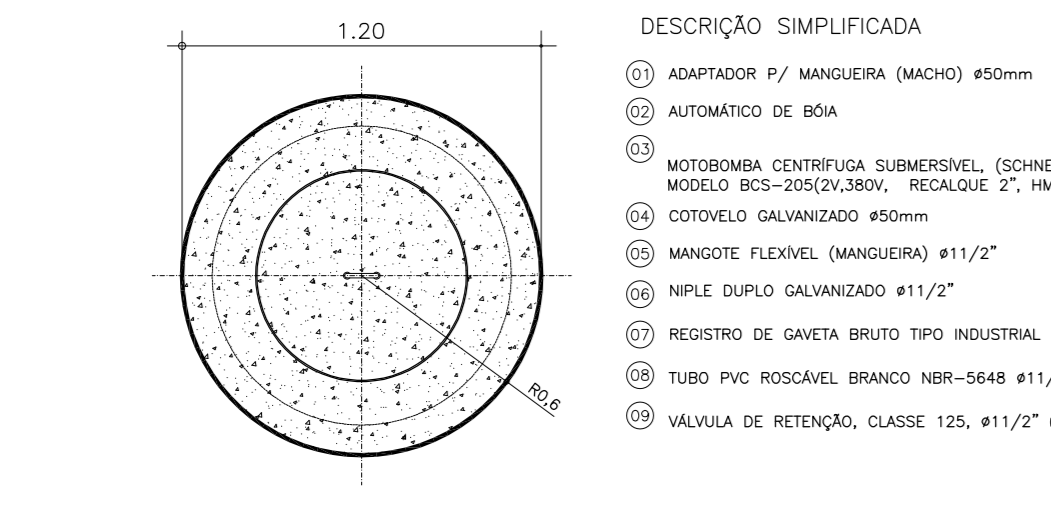 1.20
R0,6
DESCRIÇÃO SIMPLIFICADA
01 ADAPTADOR P/ MANGUEIRA (MACHO) ø50mm
02 AUTOMÁTICO DE BÓIA
03
MOTOBOMBA CENTRÍFUGA SUBMERSÍVEL, (SCHNE
MODELO BCS-205(2V,380V, RECALQUE 2", HM
04 COTOVELO GALVANIZADO ø50mm
05 MANGOTE FLEXÍVEL (MANGUEIRA) ø11/2"
06 NIPLE DUPLO GALVANIZADO ø11/2"
07 REGISTRO DE GAVETA BRUTO TIPO INDUSTRIAL
08 TUBO PVC ROSCÁVEL BRANCO NBR-5648 ø11/
09 VÁLVULA DE RETENÇÃO, CLASSE 125, ø11/2" (